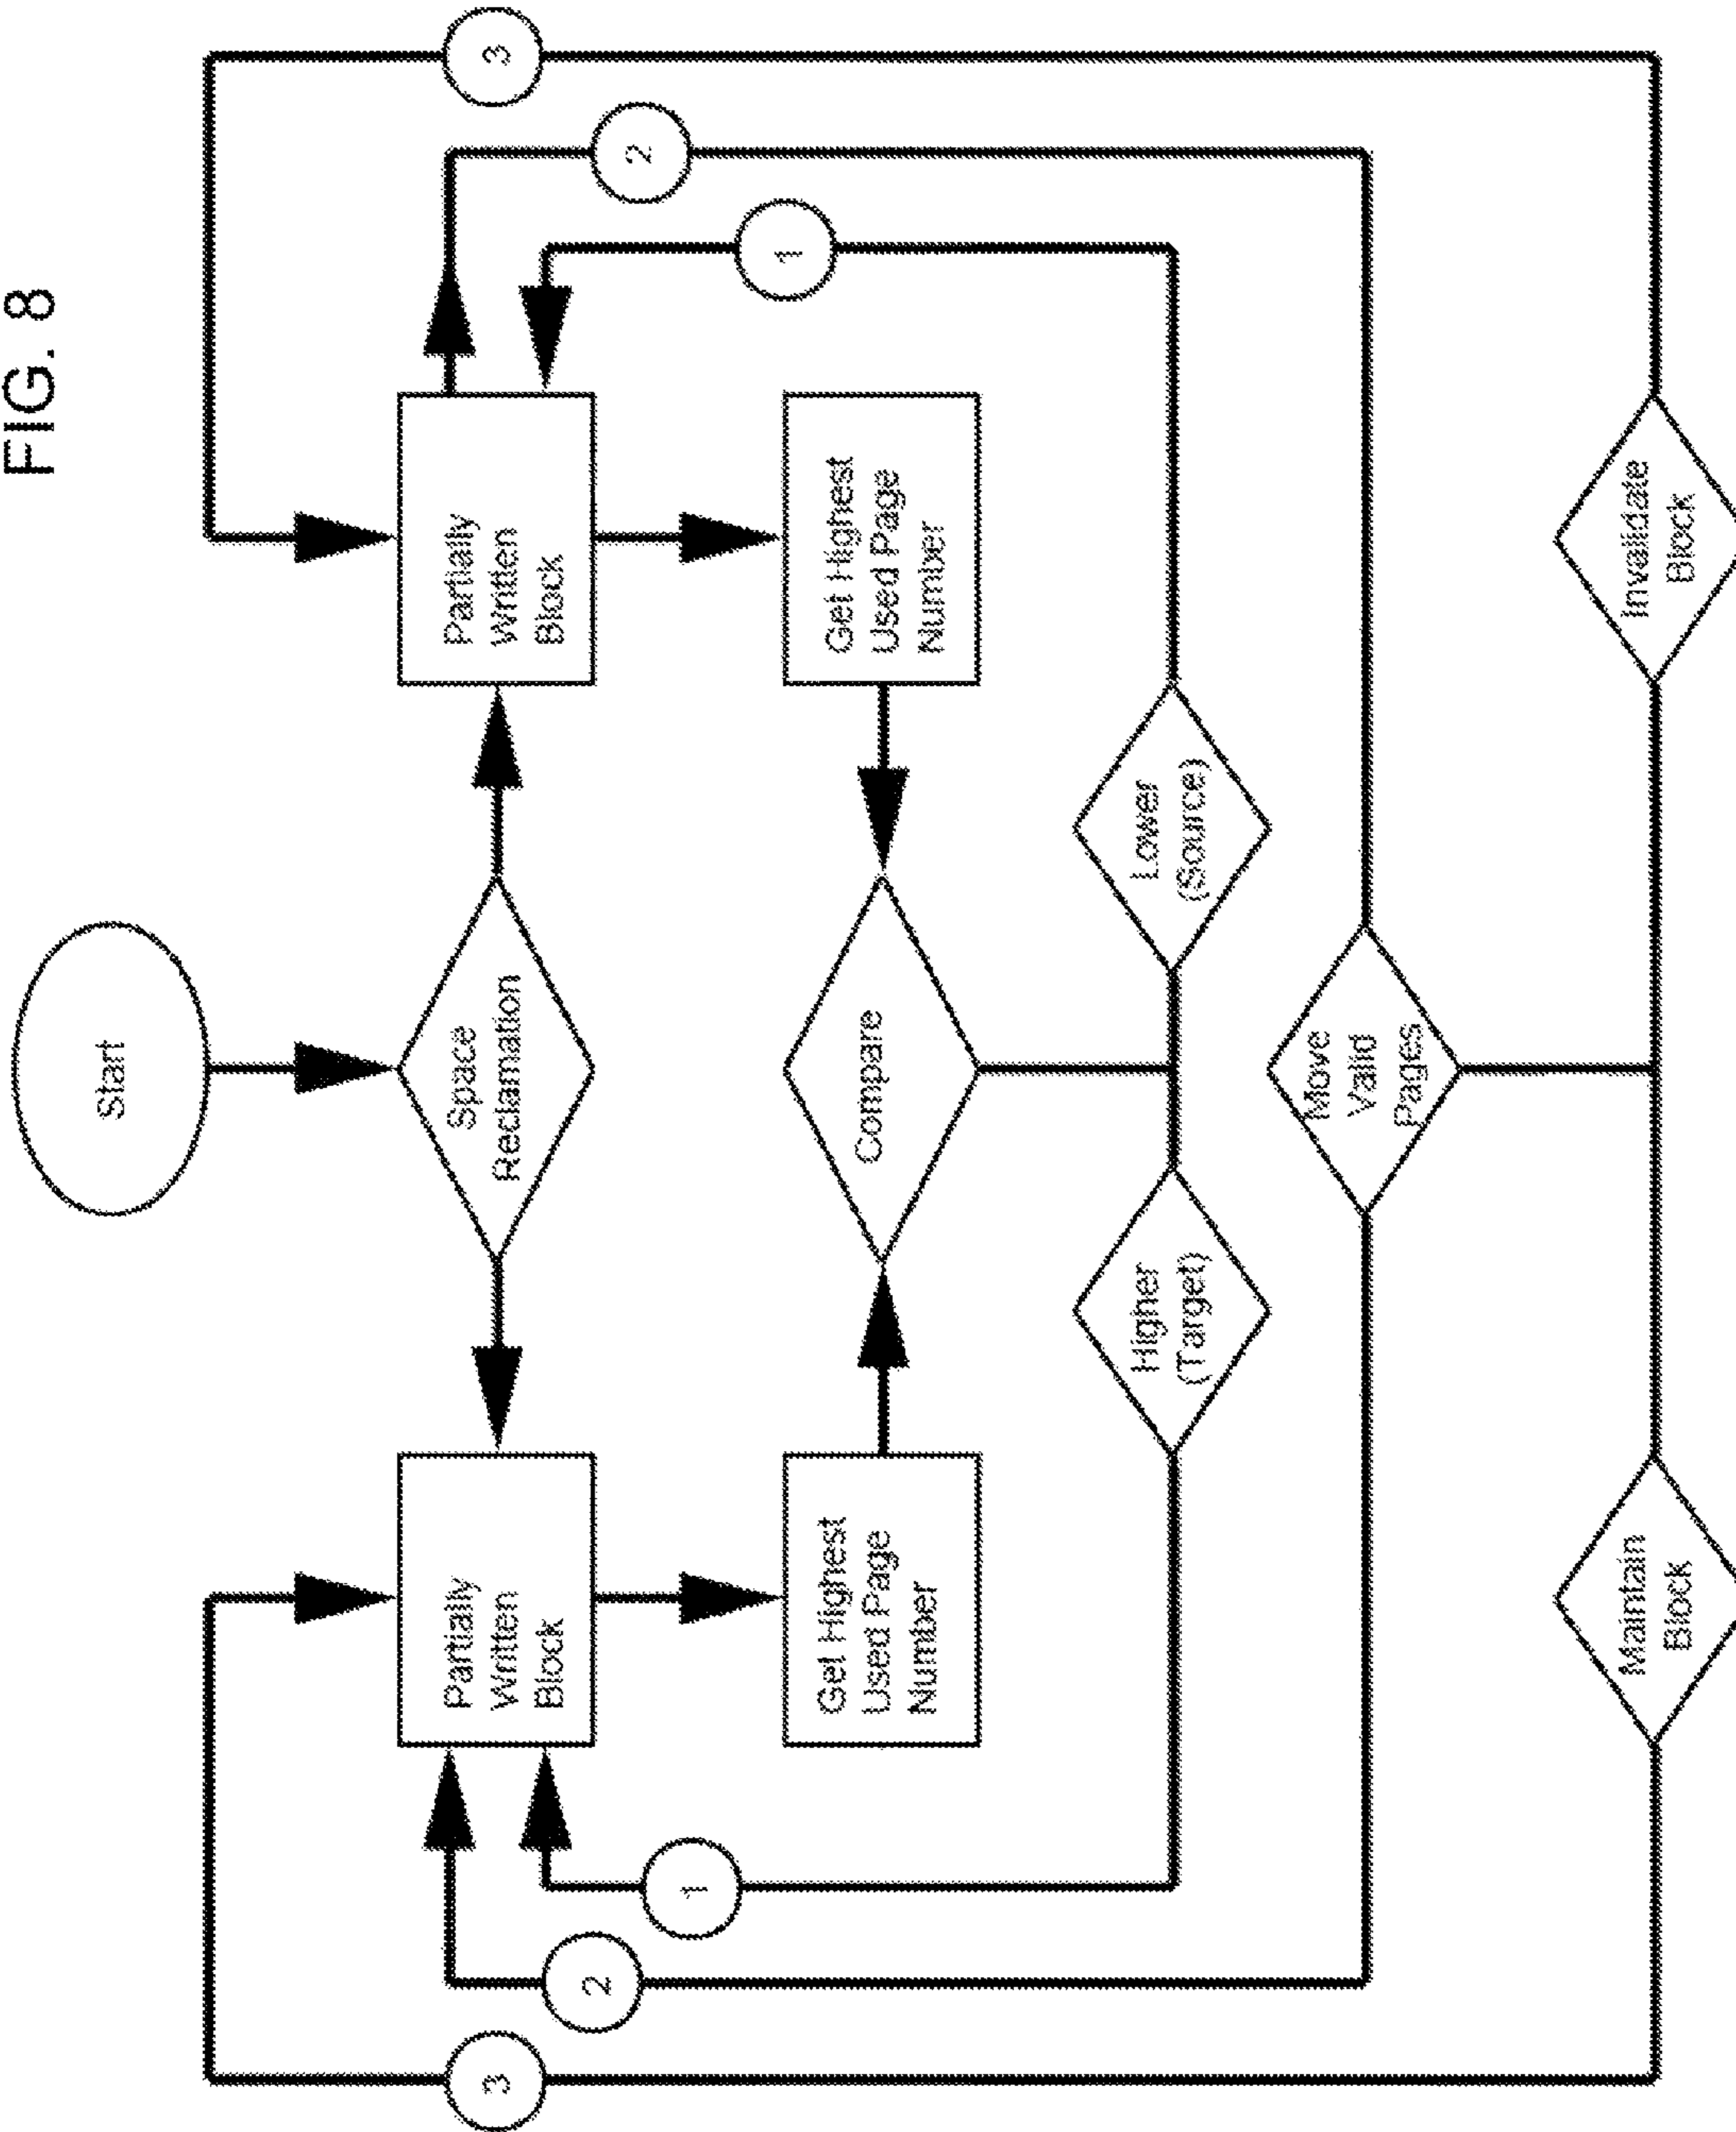 FIG. 8
Start
3
3
Partially
Written
Block
Space
Reclamation
Partially
Written
Block
2
2
1
1
Get Highest
Used Page
Number
Compare
Get Highest
Used Page
Number
Higher
(Target)
Lower
(Source)
Move
Valid
Pages
Maintain
Block
Invalidate
Block